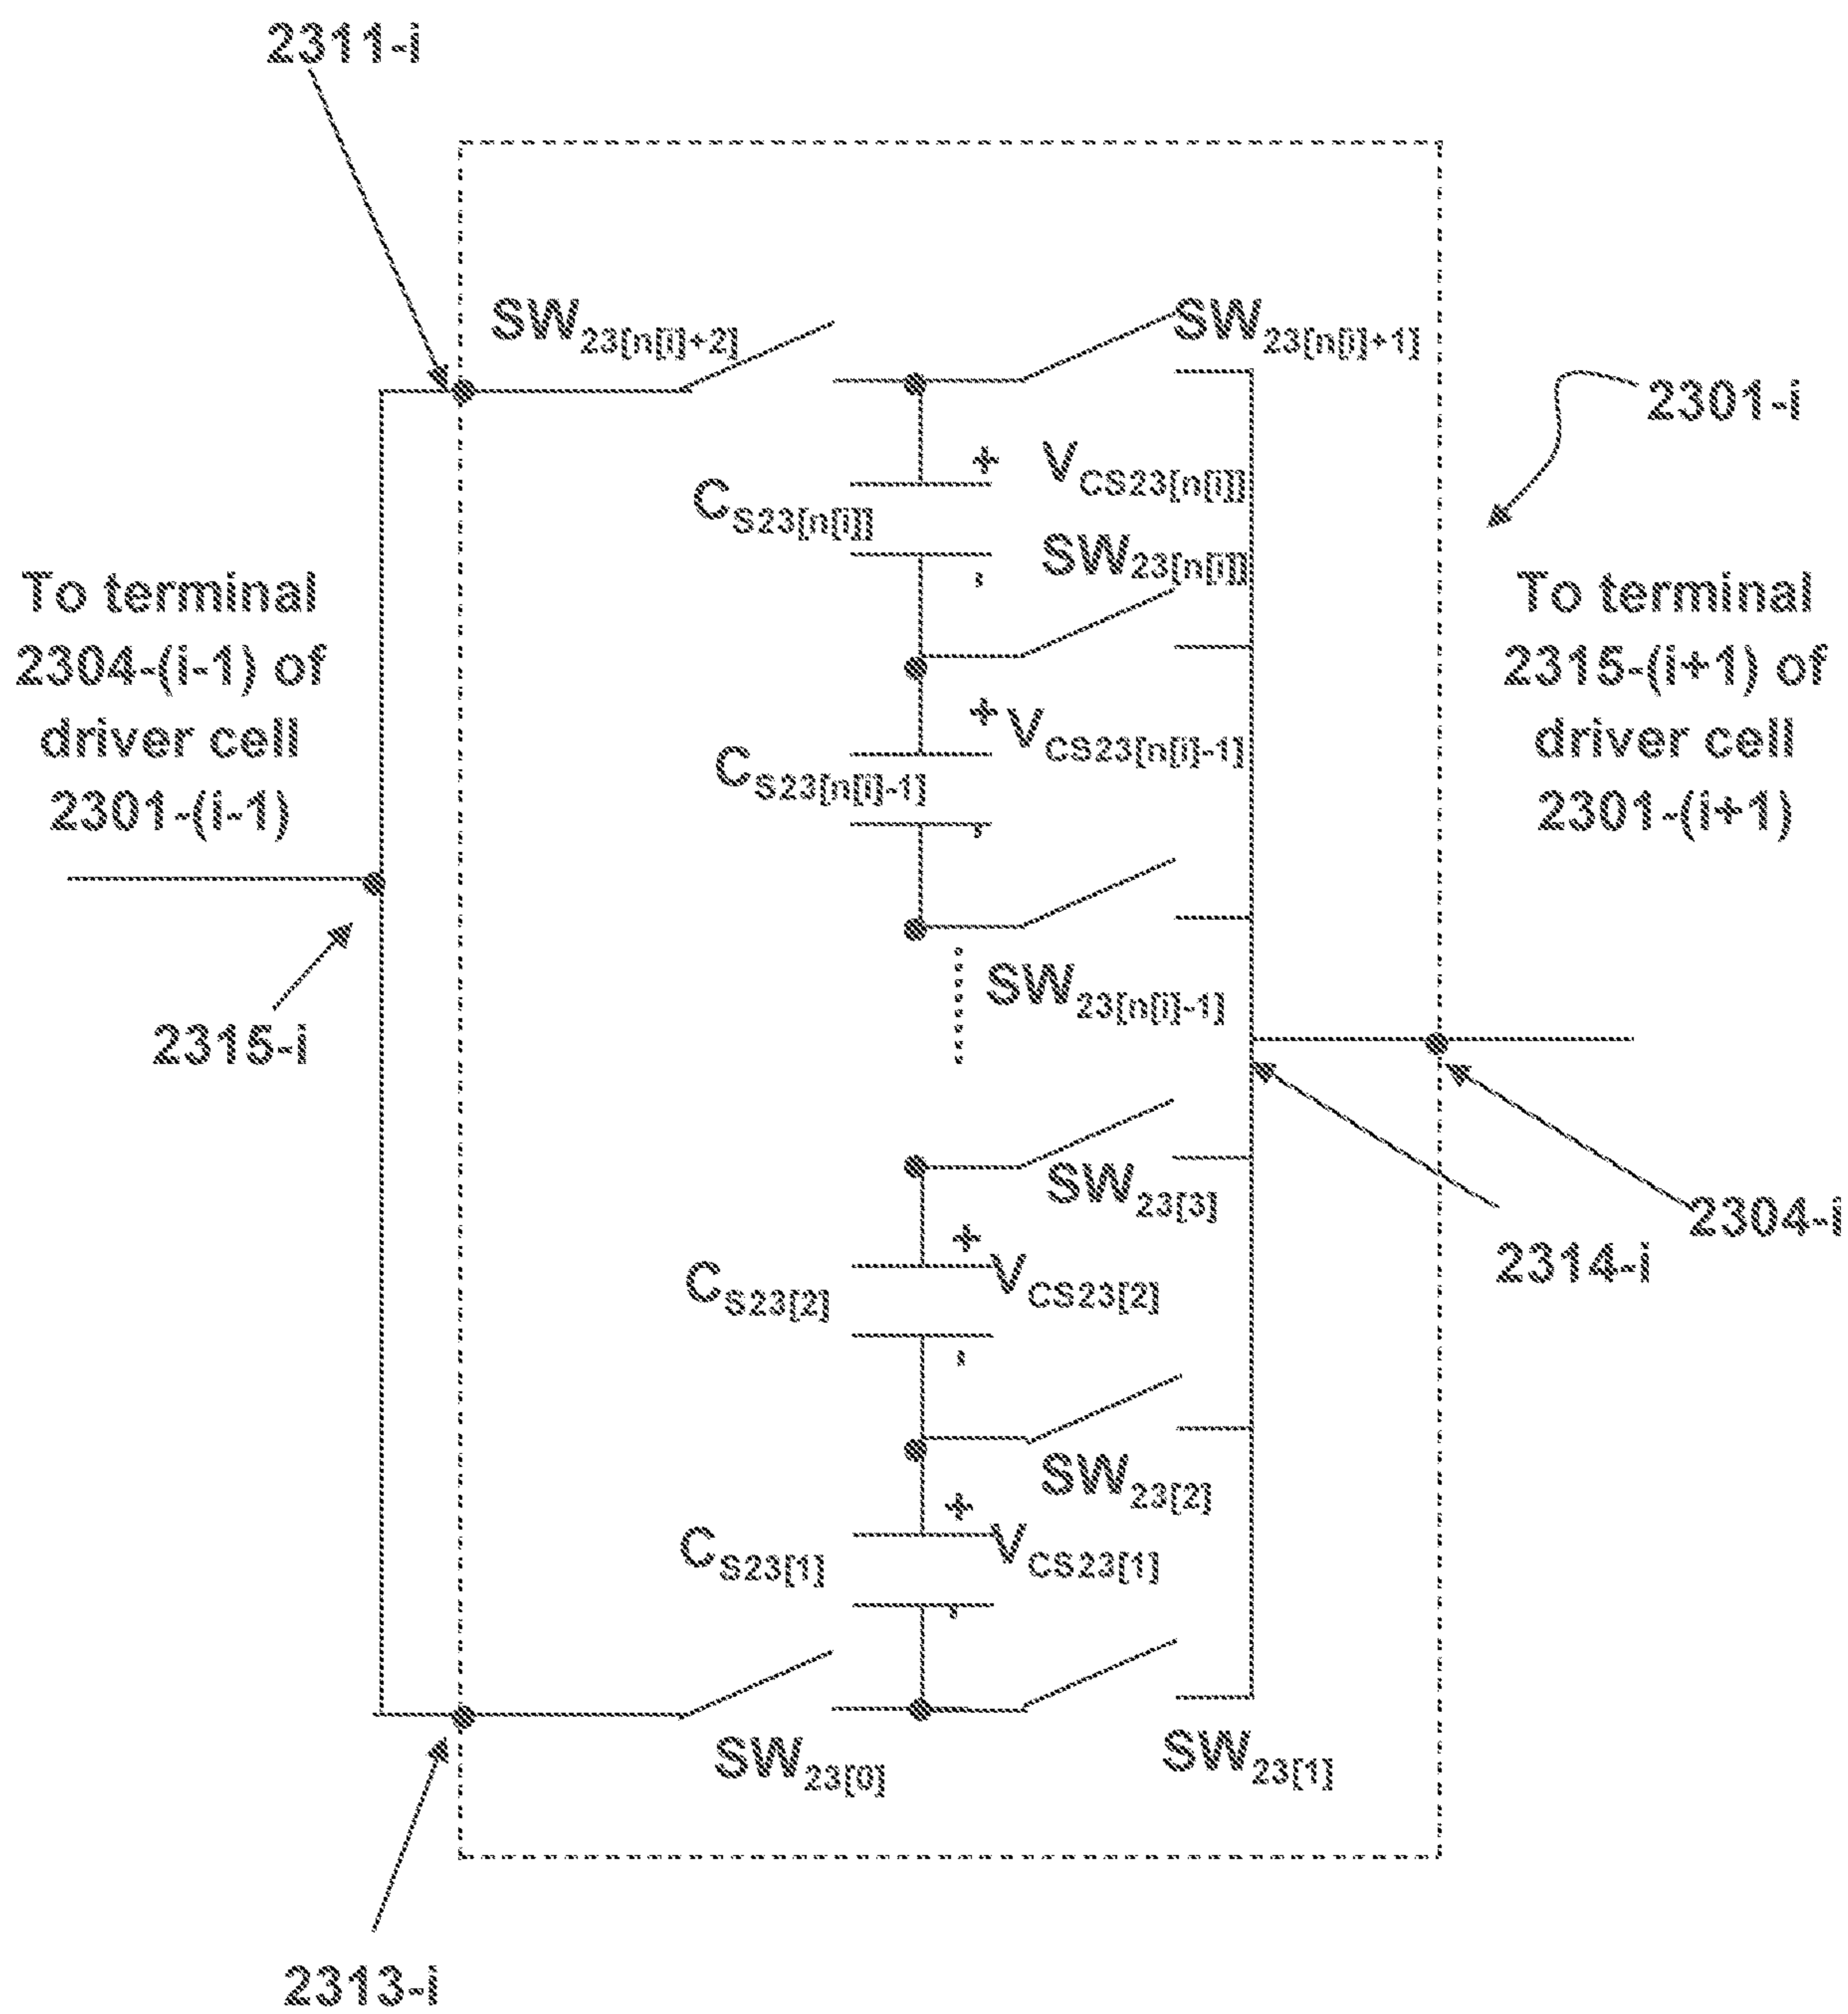 2311-i
SW23[n[i]+2]
SW23[n[i]+1]
2301-i
+
VCS23[n[i]]
CS23[n[i]]
SW23[n[i]]
To terminal
2304-(i-1) of
driver cell
2301-(i-1)
To terminal
2315-(i+1) of
driver cell
2301-(i+1)
+
VCS23[n[i]-1]
CS23[n[i]-1]
SW23[n[i]-1]
2315-i
SW23[3]
2304-i
2314-i
+
VCS23[2]
CS23[2]
SW23[2]
+
VCS23[1]
CS23[1]
SW23[0]
SW23[1]
2313-i